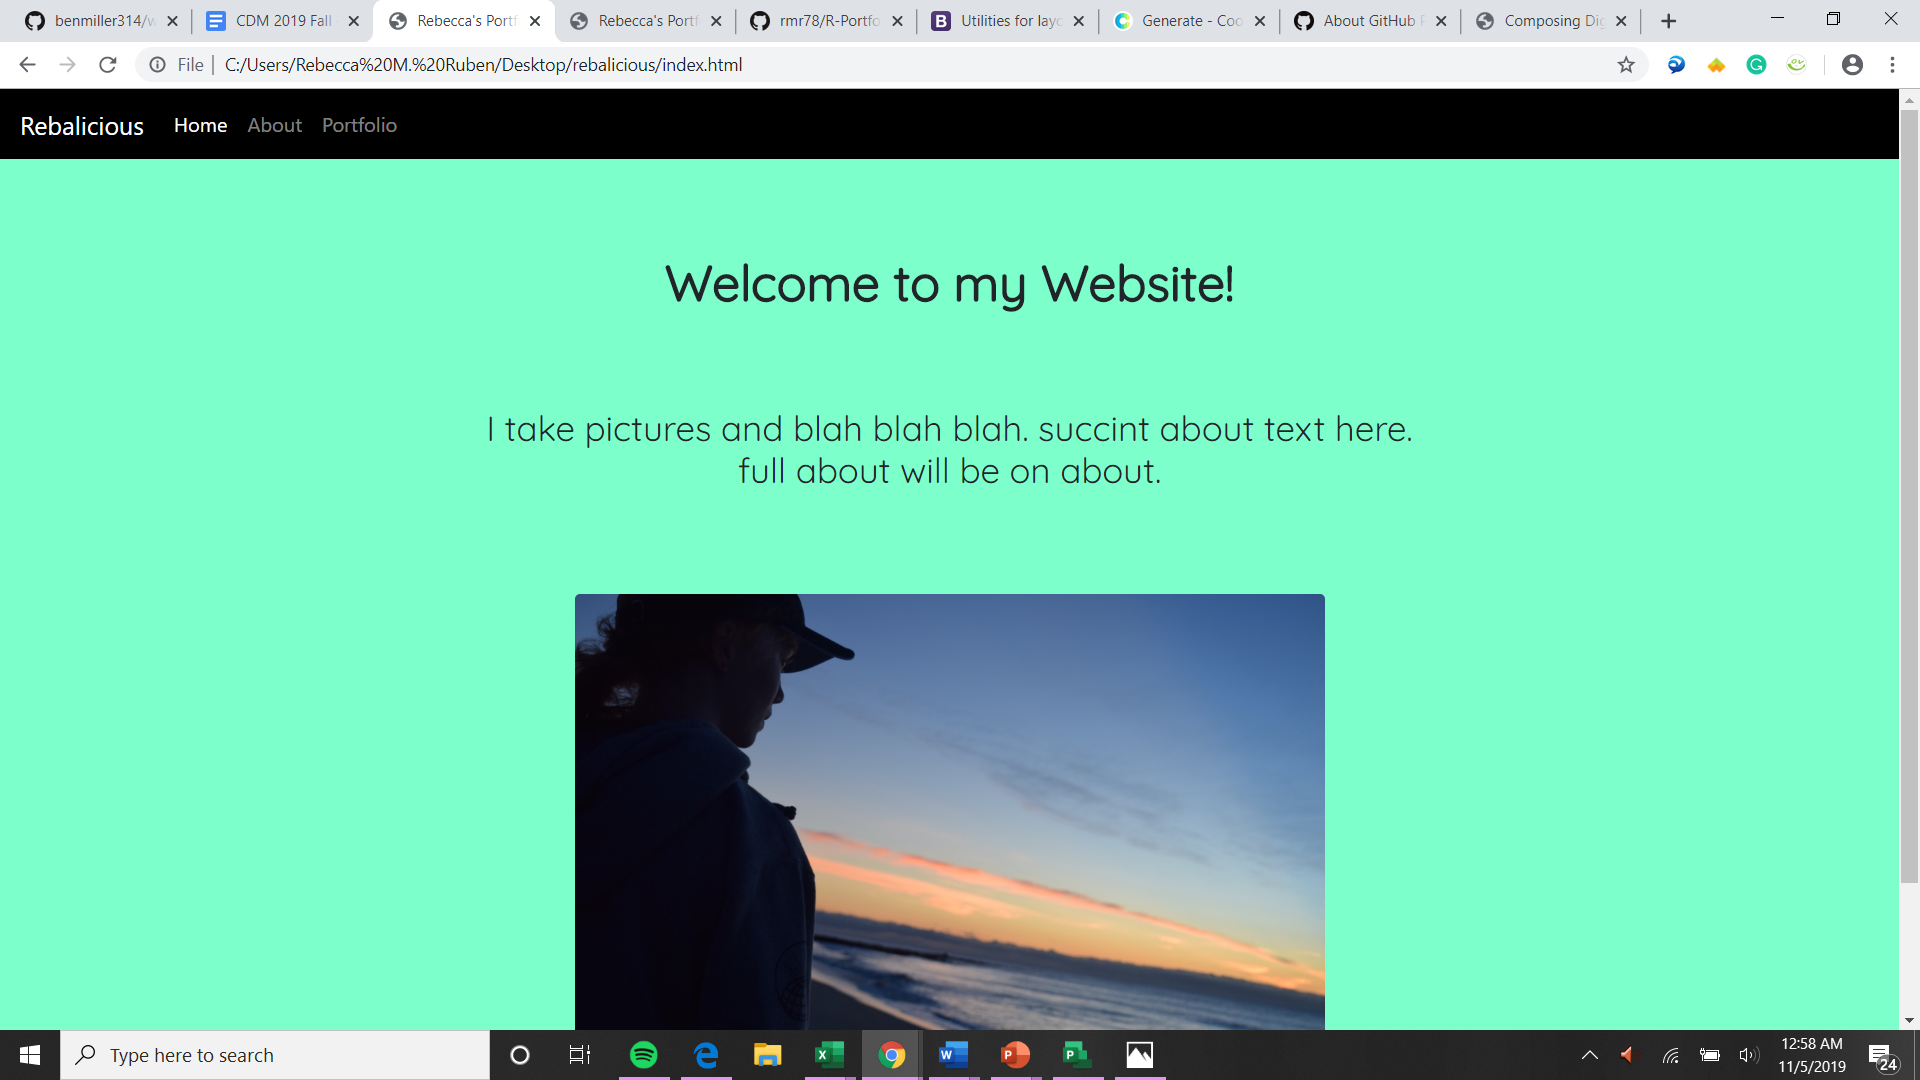 benmiller314/w
CDM 2019 Fall
Rebecca's Portf
Rebecca's Portf
rmr78/R-Portfo
Utilities for layo
Generate - Coo
About GitHub P
Composing Dig
File
C:/Users/Rebecca%20M.%20Ruben/Desktop/rebalicious/index.html
Rebalicious Home About Portfolio
Welcome to my Website!
I take pictures and blah blah blah. succint about text here.
full about will be on about.
Type here to search
12:58 AM
11/5/2019
24